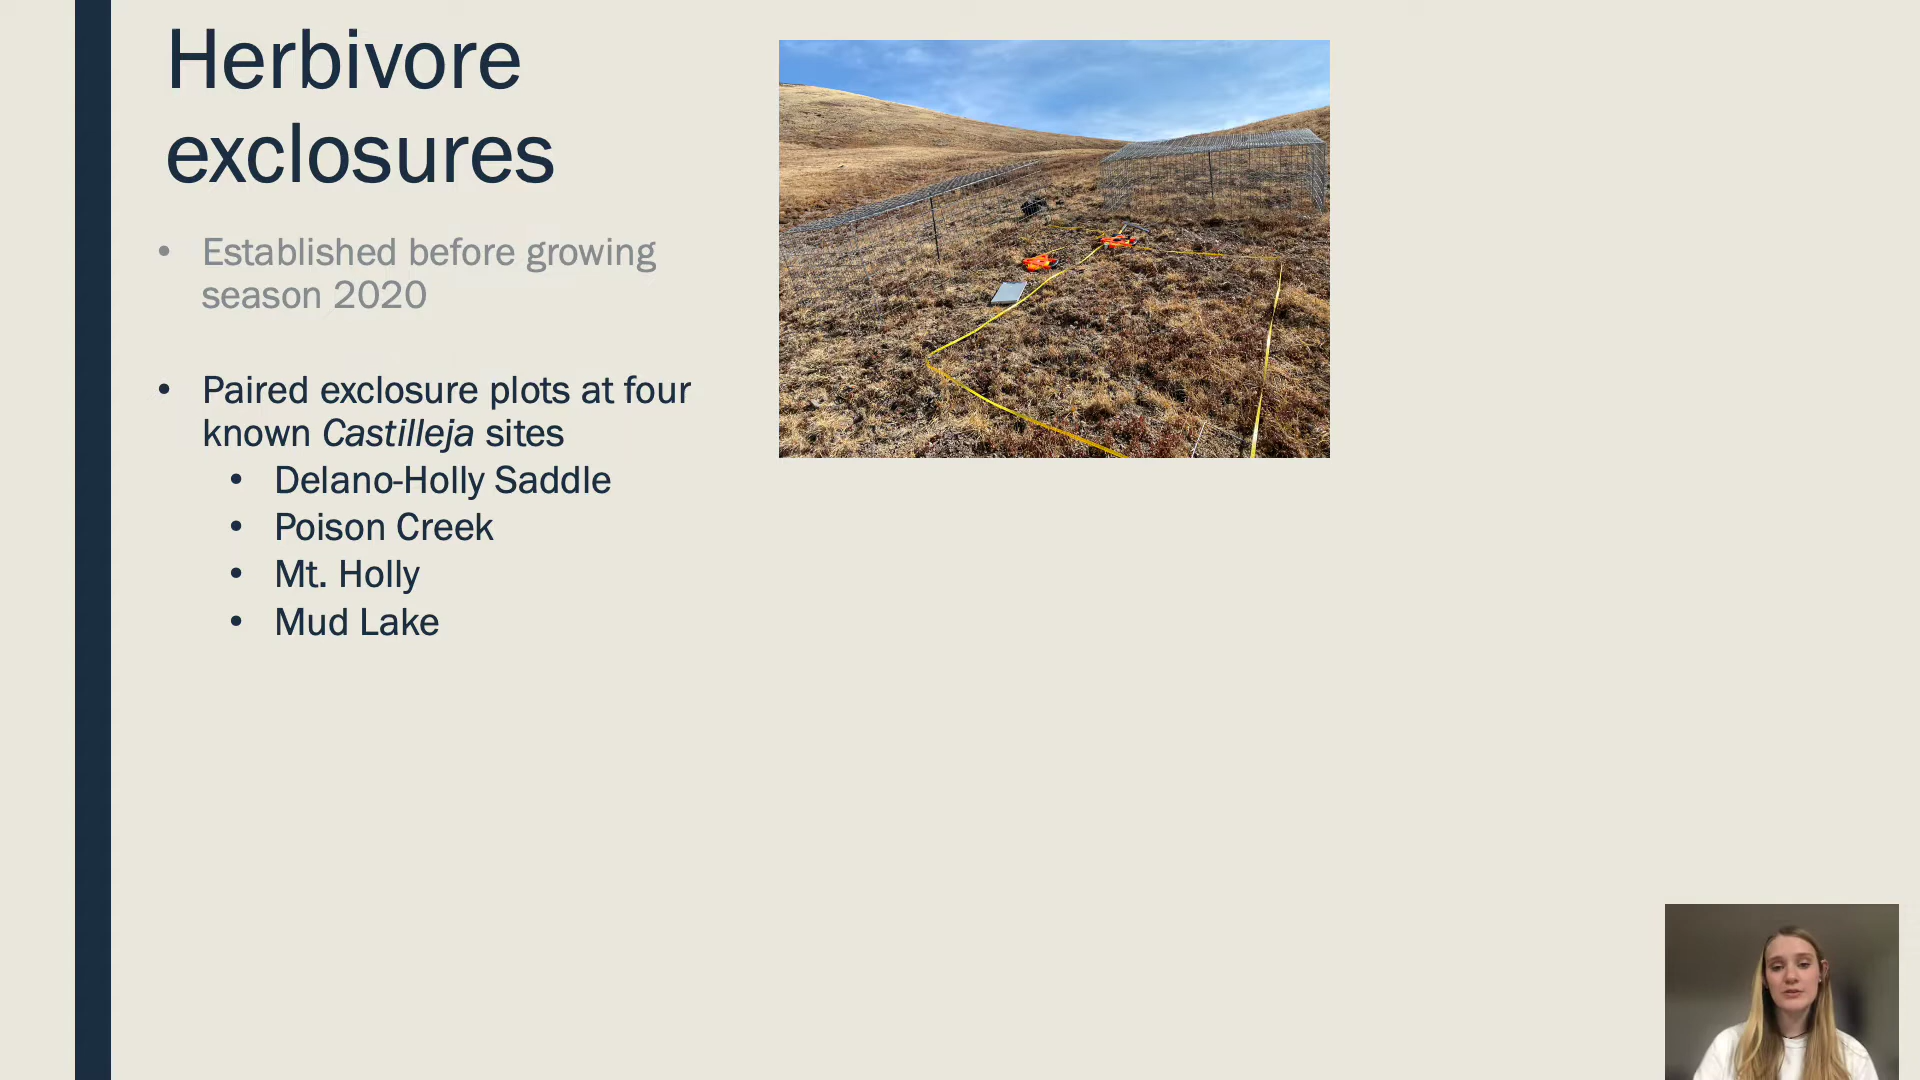 Herbivore
exclosures
• Established before growing
season 2020
• Paired exclosure plots at four
known Castilleja sites
• Delano-Holly Saddle
• Poison Creek
• Mt. Holly
• Mud Lake